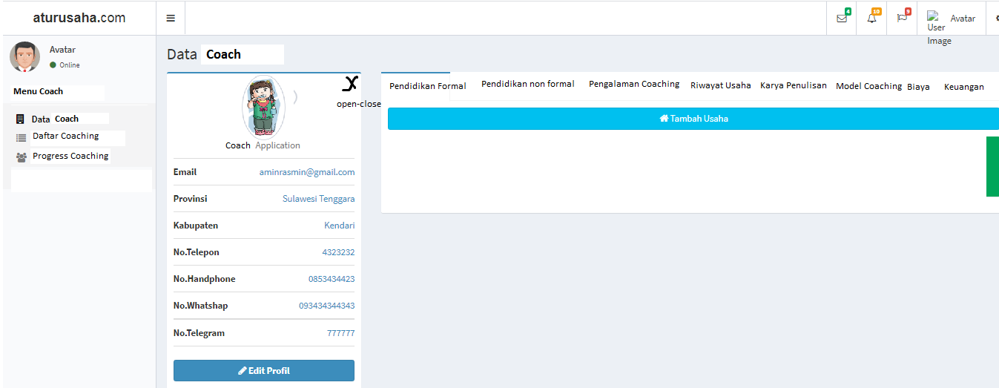 aturusaha.com
4
10
9
User Image
Avatar
Avatar
Online
Menu Coach
Data Coach
Daftar Coaching
Progress Coaching
Data Coach
open-close
Coach Application
Email aminrasmin@gmail.com
Provinsi Sulawesi Tenggara
Kabupaten Kendari
No.Telepon 4323232
No.Handphone 0853434423
No.Whatshap 093434344343
No.Telegram 777777
Edit Profil
Pendidikan Formal Pendidikan non formal Pengalaman Coaching Riwayat Usaha Karya Penulisan Model Coaching Biaya Keuangan
Tambah Usaha